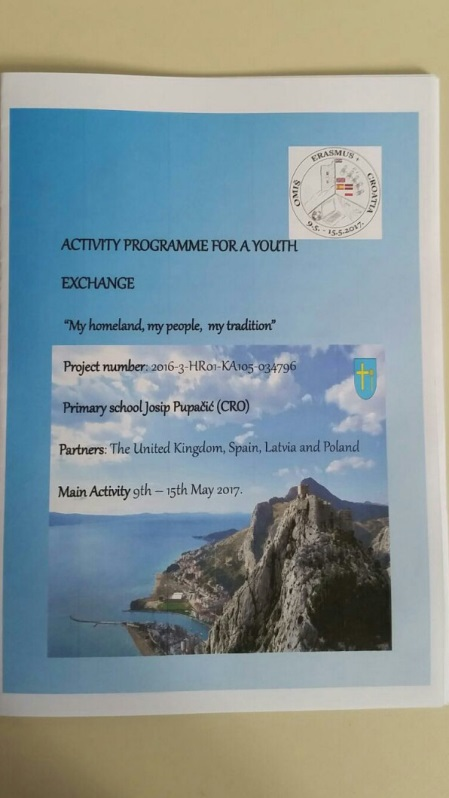 ERASMUS +
OMIŠ
CROATIA
9.5. - 15.5.2017.
ACTIVITY PROGRAMME FOR A YOUTH
EXCHANGE
“My homeland, my people, my tradition”
Project number: 2016-3-HR01-KA105-034796
Primary school Josip Pupačić (CRO)
Partners: The United Kingdom, Spain, Latvia and Poland
Main Activity 9th – 15th May 2017.